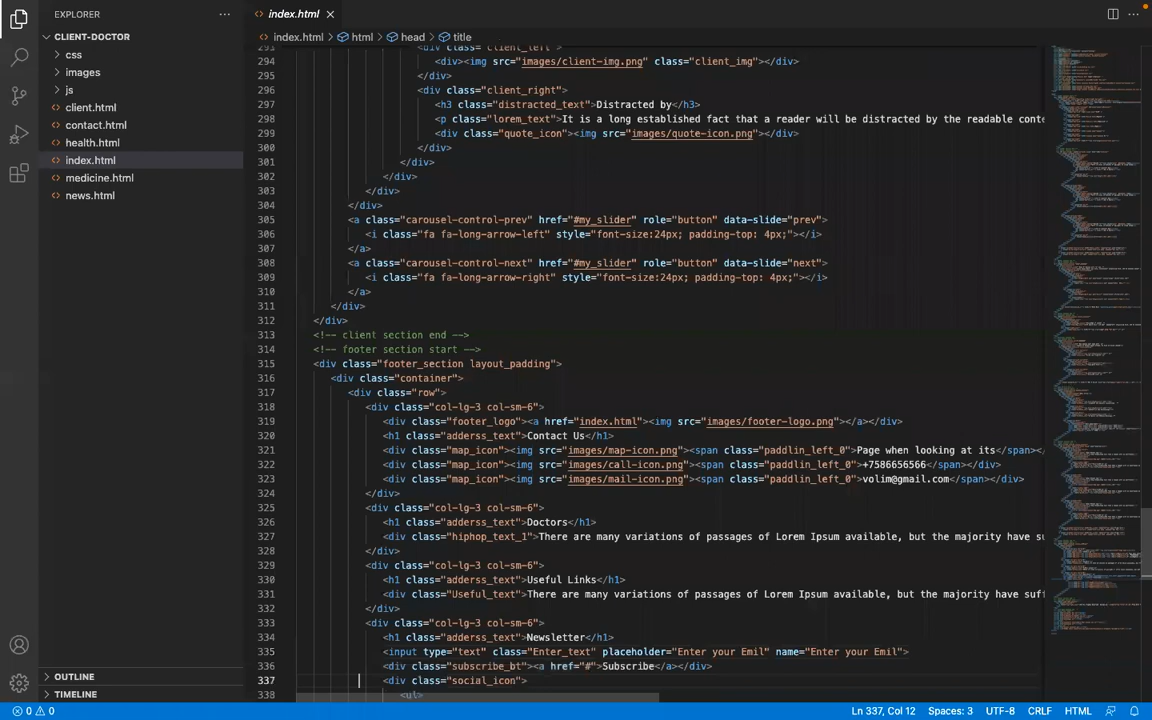 EXPLORER
index.html
CLIENT-DOCTOR
css
images
js
client.html
contact.html
health.html
index.html
medicine.html
news.html
OUTLINE
TIMELINE
index.html > html > head > title
293 <div class="client_left">
294 <div><img src="images/client-img.png" class="client_img"></div>
295 </div>
296 <div class="client_right">
297 <h3 class="distracted_text">Distracted by</h3>
298 <p class="lorem_text">It is a long established fact that a reader will be distracted by the readable conte
299 <div class="quote_icon"><img src="images/quote-icon.png"></div>
300 </div>
301 </div>
302 </div>
303 </div>
304 </div>
305 <a class="carousel-control-prev" href="#my_slider" role="button" data-slide="prev">
306 <i class="fa fa-long-arrow-left" style="font-size:24px; padding-top: 4px;"></i>
307 </a>
308 <a class="carousel-control-next" href="#my_slider" role="button" data-slide="next">
309 <i class="fa fa-long-arrow-right" style="font-size:24px; padding-top: 4px;"></i>
310 </a>
311 </div>
312 </div>
313 <!-- client section end -->
314 <!-- footer section start -->
315 <div class="footer_section layout_padding">
316 <div class="container">
317 <div class="row">
318 <div class="col-lg-3 col-sm-6">
319 <div class="footer_logo"><a href="index.html"><img src="images/footer-logo.png"></a></div>
320 <h1 class="adderss_text">Contact Us</h1>
321 <div class="map_icon"><img src="images/map-icon.png"><span class="paddlin_left_0">Page when looking at its</span></
322 <div class="map_icon"><img src="images/call-icon.png"><span class="paddlin_left_0">+7586656566</span></div>
323 <div class="map_icon"><img src="images/mail-icon.png"><span class="paddlin_left_0">volim@gmail.com</span></div>
324 </div>
325 <div class="col-lg-3 col-sm-6">
326 <h1 class="adderss_text">Doctors</h1>
327 <div class="hiphop_text_1">There are many variations of passages of Lorem Ipsum available, but the majority have su
328 </div>
329 <div class="col-lg-3 col-sm-6">
330 <h1 class="adderss_text">Useful Links</h1>
331 <div class="Useful_text">There are many variations of passages of Lorem Ipsum available, but the majority have suff
332 </div>
333 <div class="col-lg-3 col-sm-6">
334 <h1 class="adderss_text">Newsletter</h1>
335 <input type="text" class="Enter_text" placeholder="Enter your Emil" name="Enter your Emil">
336 <div class="subscribe_bt"><a href="#">Subscribe</a></div>
337 <div class="social_icon">
338 <ul>
0 0 Ln 337, Col 12 Spaces: 3 UTF-8 CRLF HTML